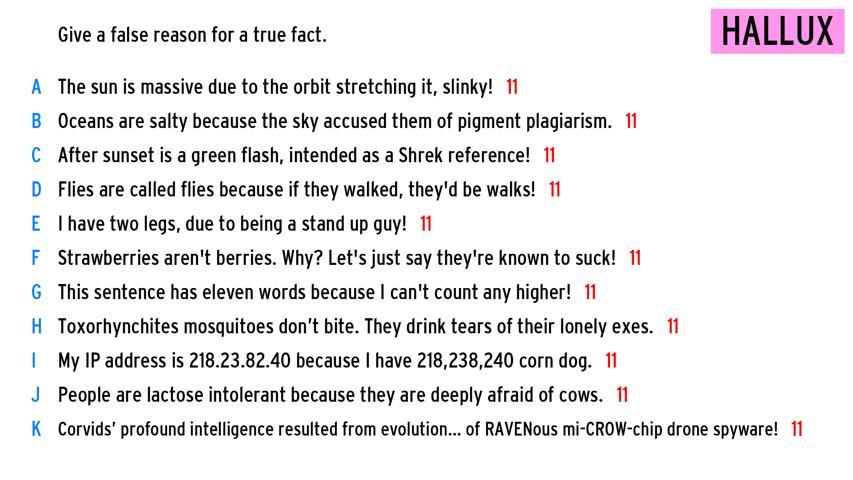 Give a false reason for a true fact.
HALLUX
A The sun is massive due to the orbit stretching it, slinky! 11
B Oceans are salty because the sky accused them of pigment plagiarism. 11
C After sunset is a green flash, intended as a Shrek reference! 11
D Flies are called flies because if they walked, they'd be walks! 11
E I have two legs, due to being a stand up guy! 11
F Strawberries aren't berries. Why? Let's just say they're known to suck! 11
G This sentence has eleven words because I can't count any higher! 11
H Toxorhynchites mosquitoes don’t bite. They drink tears of their lonely exes. 11
I My IP address is 218.23.82.40 because I have 218,238,240 corn dog. 11
J People are lactose intolerant because they are deeply afraid of cows. 11
K Corvids’ profound intelligence resulted from evolution... of RAVENous mi-CROW-chip drone spyware! 11